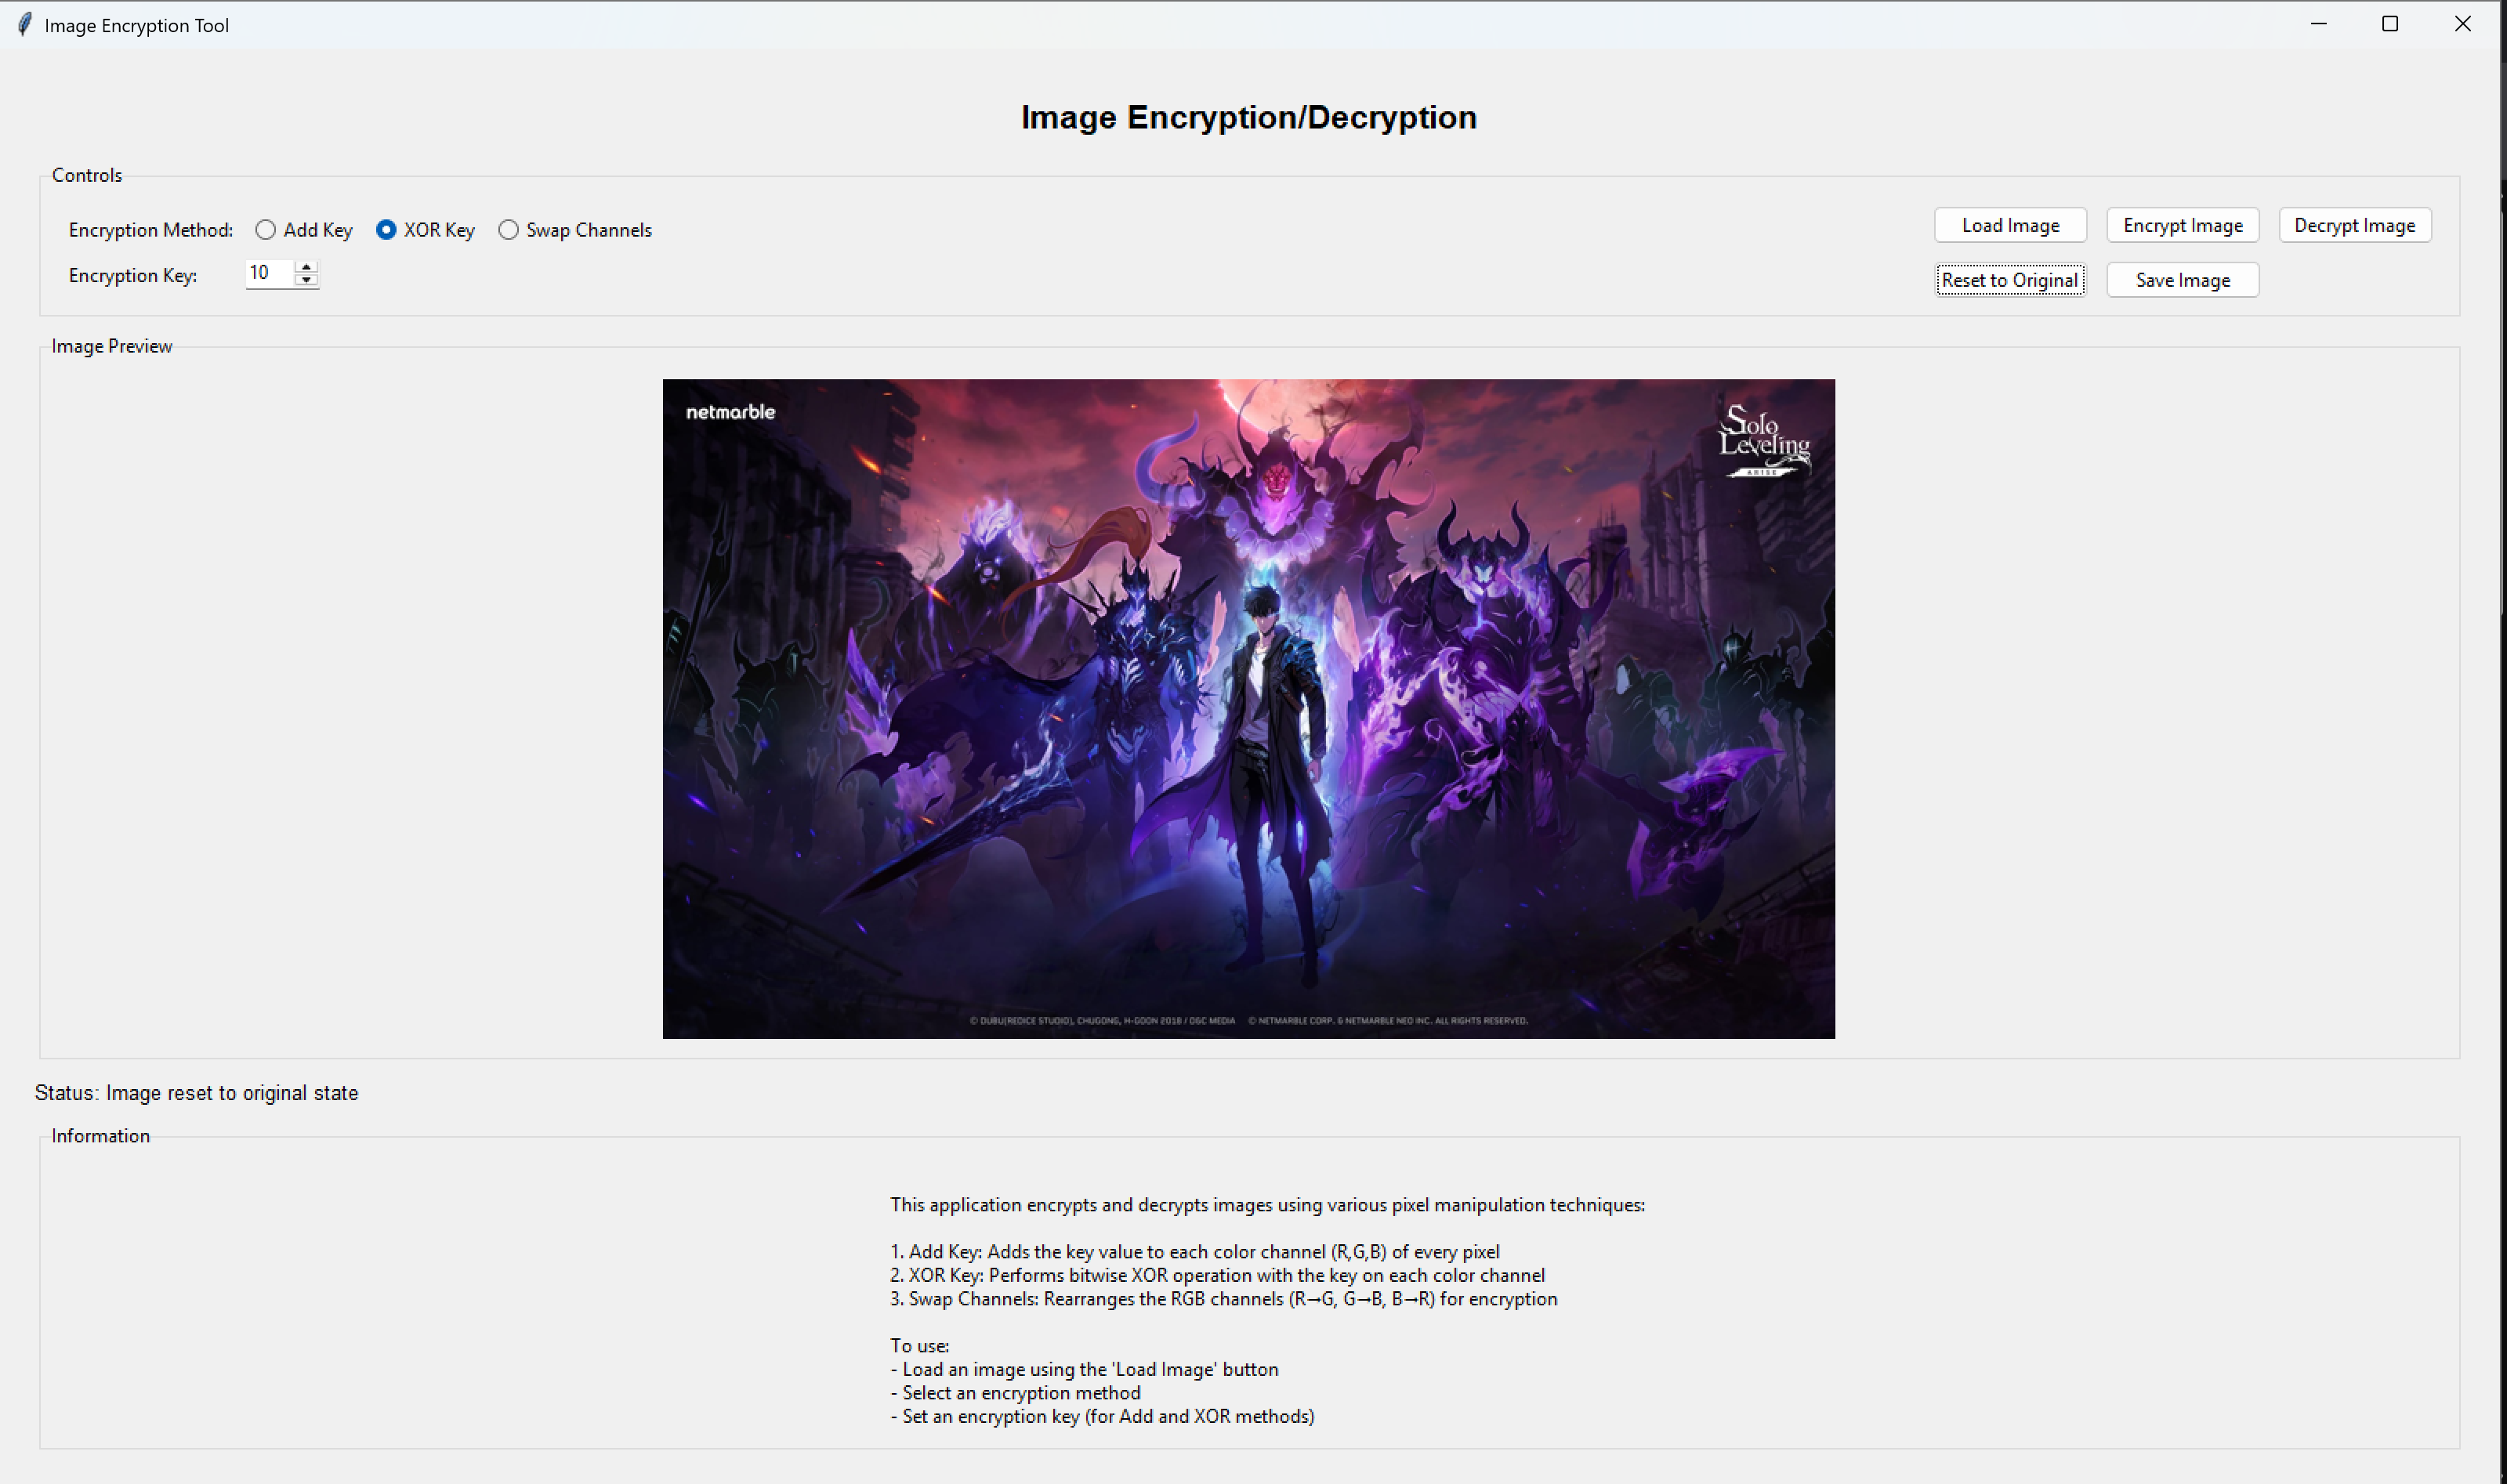 Image Encryption Tool
Image Encryption/Decryption
Controls
Encryption Method: Add Key XOR Key Swap Channels
Load Image Encrypt Image Decrypt Image
Encryption Key: 10
Reset to Original Save Image
Image Preview
netmarble
Solo
Leveling
ARISE
© DUBU(REDICE STUDIO), CHUGONG, H-GOON 2018 / D&C MEDIA © NETMARBLE CORP. & NETMARBLE NEO INC. ALL RIGHTS RESERVED.
Status: Image reset to original state
Information
This application encrypts and decrypts images using various pixel manipulation techniques:
1. Add Key: Adds the key value to each color channel (R,G,B) of every pixel
2. XOR Key: Performs bitwise XOR operation with the key on each color channel
3. Swap Channels: Rearranges the RGB channels (R→G, G→B, B→R) for encryption
To use:
- Load an image using the 'Load Image' button
- Select an encryption method
- Set an encryption key (for Add and XOR methods)